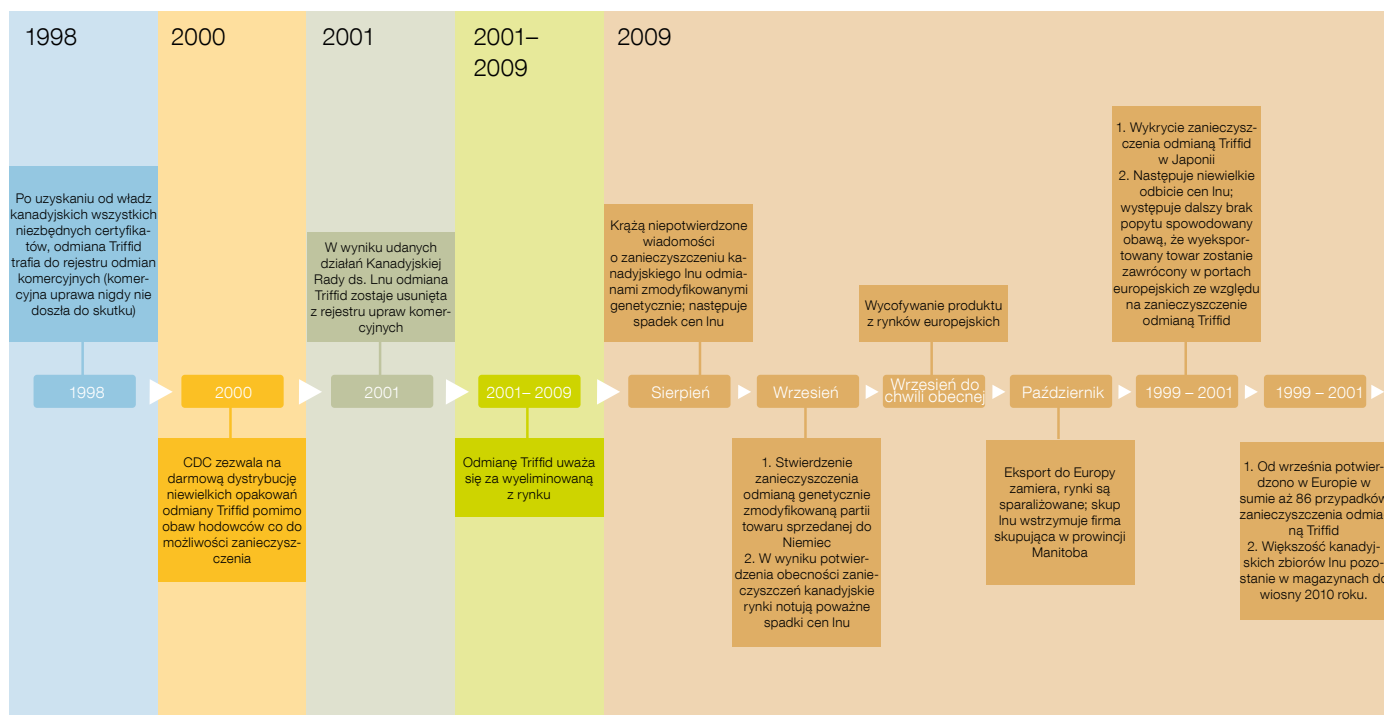 1998
2000
2001
2001–
2009
2009
Po uzyskaniu od władz
kanadyjskich wszystkich
niezbędnych certyfika-
tów, odmiana Triffid
trafia do rejestru odmian
komercyjnych (komer-
cyjna uprawa nigdy nie
doszła do skutku)
W wyniku udanych
działań Kanadyjskiej
Rady ds. Lnu odmiana
Triffid zostaje usunięta
z rejestru upraw komer-
cyjnych
Krążą niepotwierdzone
wiadomości
o zanieczyszczeniu ka-
nadyjskiego lnu odmia-
nami zmodyfikowanymi
genetycznie; następuje
spadek cen lnu
Wycofywanie produktu
z rynków europejskich
1. Wykrycie zanieczysz-
czenia odmianą Triffid
w Japonii
2. Następuje niewielkie
odbicie cen lnu;
występuje dalszy brak
popytu spowodowany
obawą, że wyekspor-
towany towar zostanie
zawrócony w portach
europejskich ze względu
na zanieczyszczenie
odmianą Triffid
1998
2000
2001
2001– 2009
Sierpień
Wrzesień
Wrzesień do
chwili obecnej
Październik
1999 – 2001
1999 – 2001
CDC zezwala na
darmową dystrybucję
niewielkich opakowań
odmiany Triffid pomimo
obaw hodowców co do
możliwości zanieczysz-
czenia
Odmianę Triffid uważa
się za wyeliminowaną
z rynku
1. Stwierdzenie
zanieczyszczenia
odmianą genetycznie
zmodyfikowaną partii
towaru sprzedanej do
Niemiec
2. W wyniku potwier-
dzenia obecności zanie-
czyszczeń kanadyjskie
rynki notują poważne
spadki cen lnu
Eksport do Europy
zamiera, rynki są
sparaliżowane; skup
lnu wstrzymuje firma
skupująca w prowincji
Manitoba
1. Od września potwier-
dzono w Europie w
sumie aż 86 przypadków
zanieczyszczenia odmia-
ną Triffid
2. Większość kanadyj-
skich zbiorów lnu pozo-
stanie w magazynach do
wiosny 2010 roku.